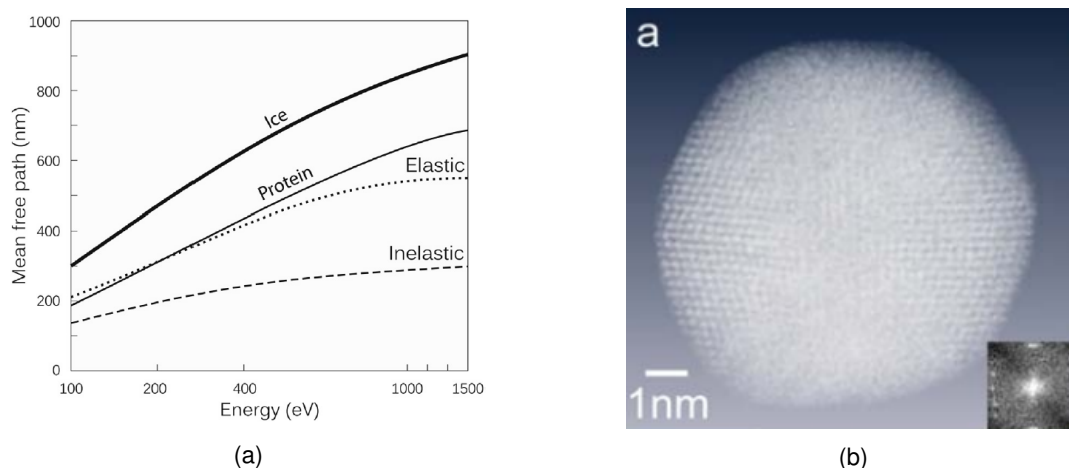 1000
800
600
400
200
0
Mean free path (nm)
Ice
Protein
Elastic
Inelastic
100 200 400 1000 1500
Energy (eV)
(a)
a
1nm
(b)